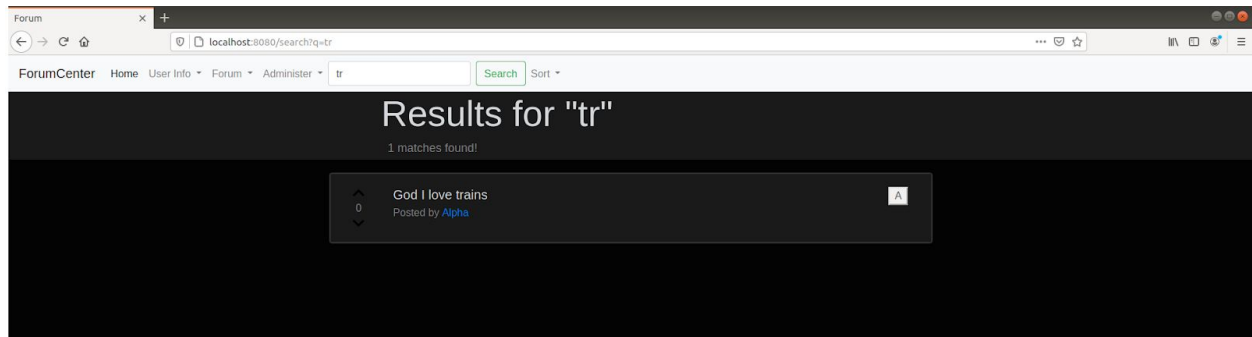 Forum
localhost:8080/search?q=tr
ForumCenter Home User Info Forum Administer tr Search Sort
Results for "tr"
1 matches found!
God I love trains A
0
Posted by Alpha